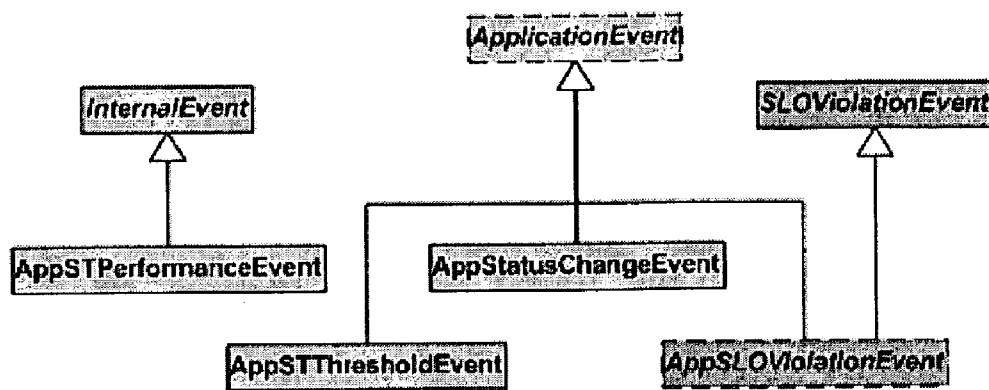 ApplicationEvent
InternalEvent
SLOViolationEvent
AppSTPerformanceEvent
AppStatusChangeEvent
AppSTThresholdEvent
AppSLOViolationEvent